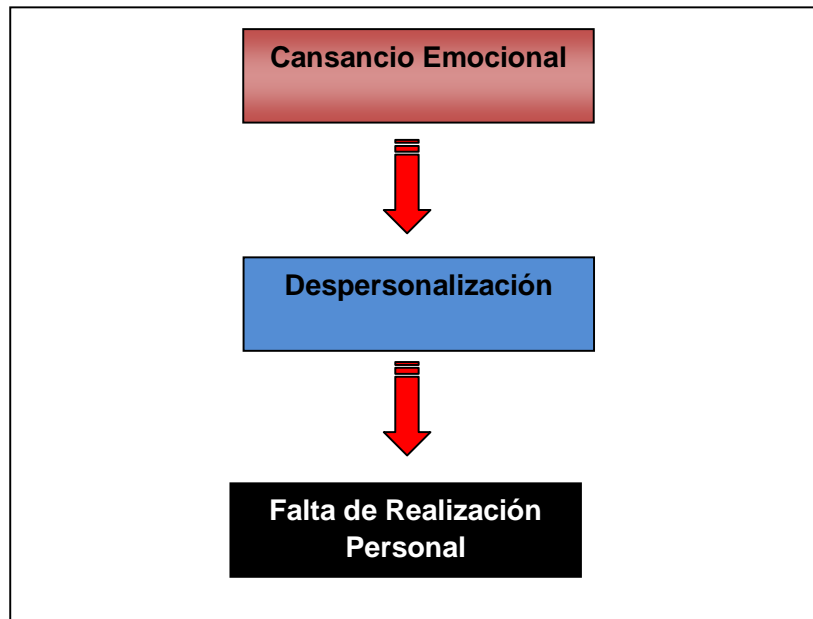 Cansancio Emocional
Despersonalización
Falta de Realización
Personal